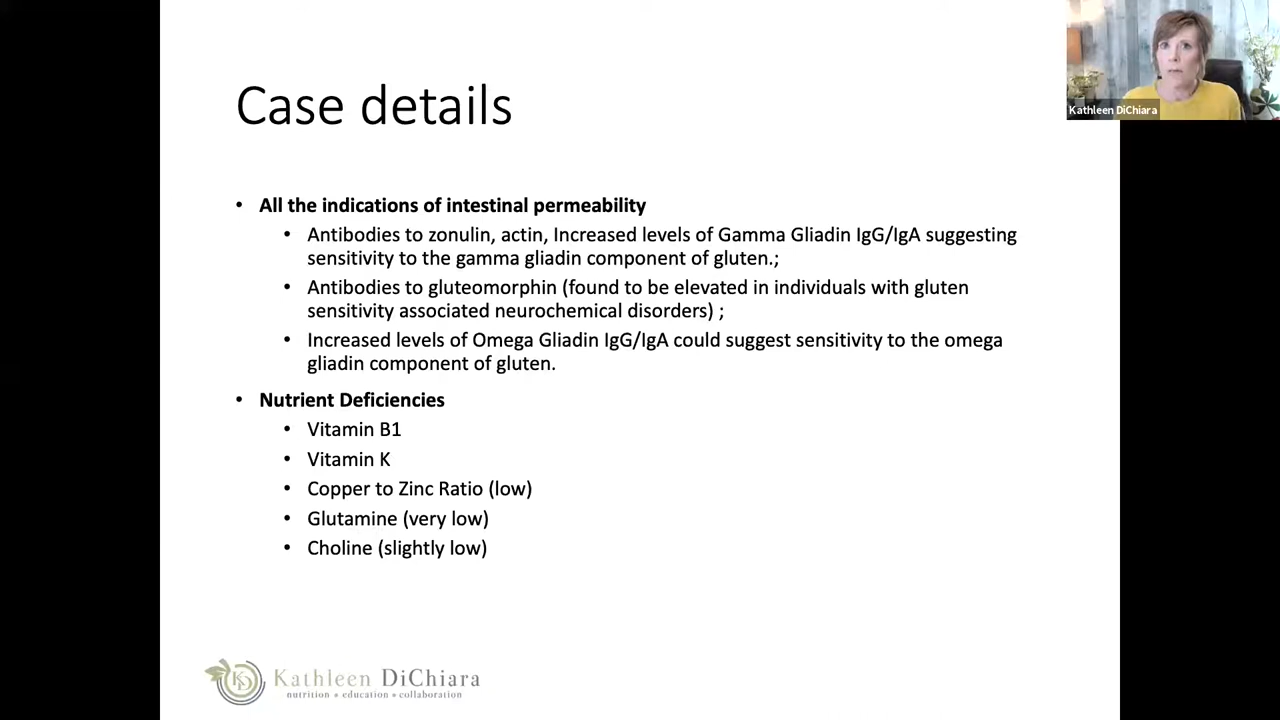 Case details
Kathleen DiChiara
• All the indications of intestinal permeability
• Antibodies to zonulin, actin, Increased levels of Gamma Gliadin IgG/IgA suggesting
sensitivity to the gamma gliadin component of gluten.;
• Antibodies to gluteomorphin (found to be elevated in individuals with gluten
sensitivity associated neurochemical disorders) ;
• Increased levels of Omega Gliadin IgG/IgA could suggest sensitivity to the omega
gliadin component of gluten.
• Nutrient Deficiencies
• Vitamin B1
• Vitamin K
• Copper to Zinc Ratio (low)
• Glutamine (very low)
• Choline (slightly low)
KD
Kathleen DiChiara
nutrition • education • collaboration